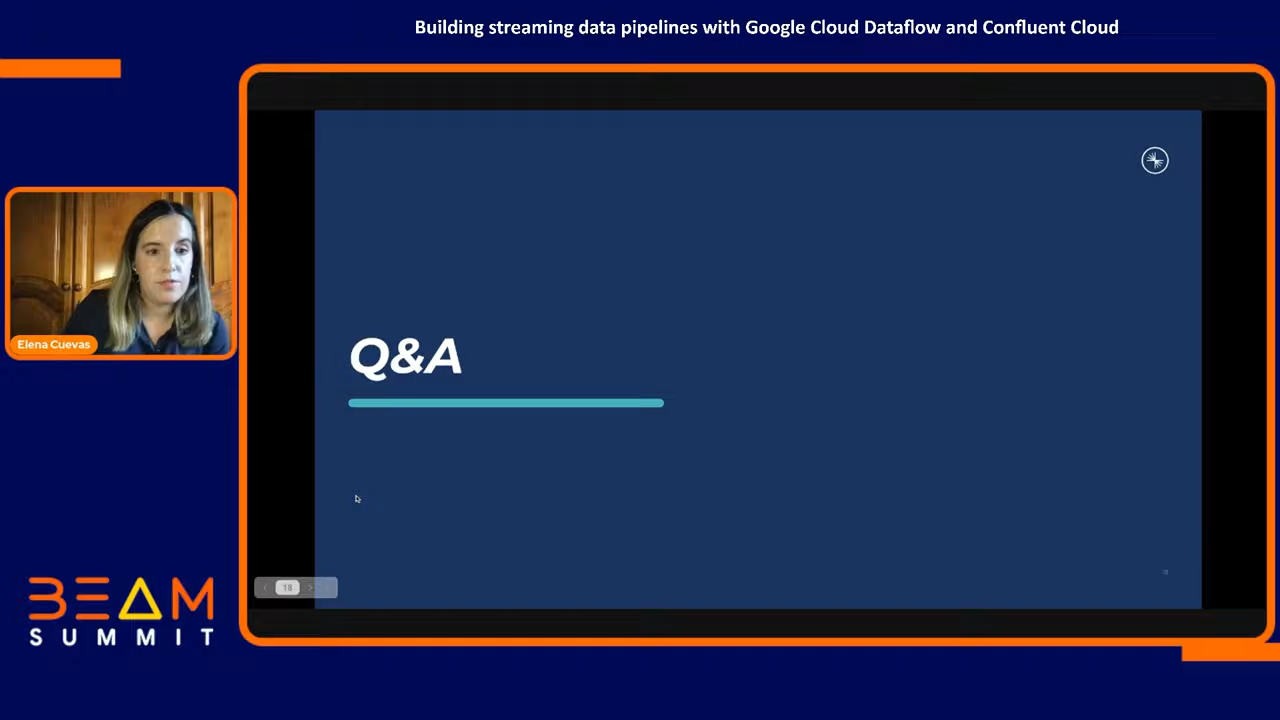 Building streaming data pipelines with Google Cloud Dataflow and Confluent Cloud
Elena Cuevas
Q&A
18
BEAM
SUMMIT